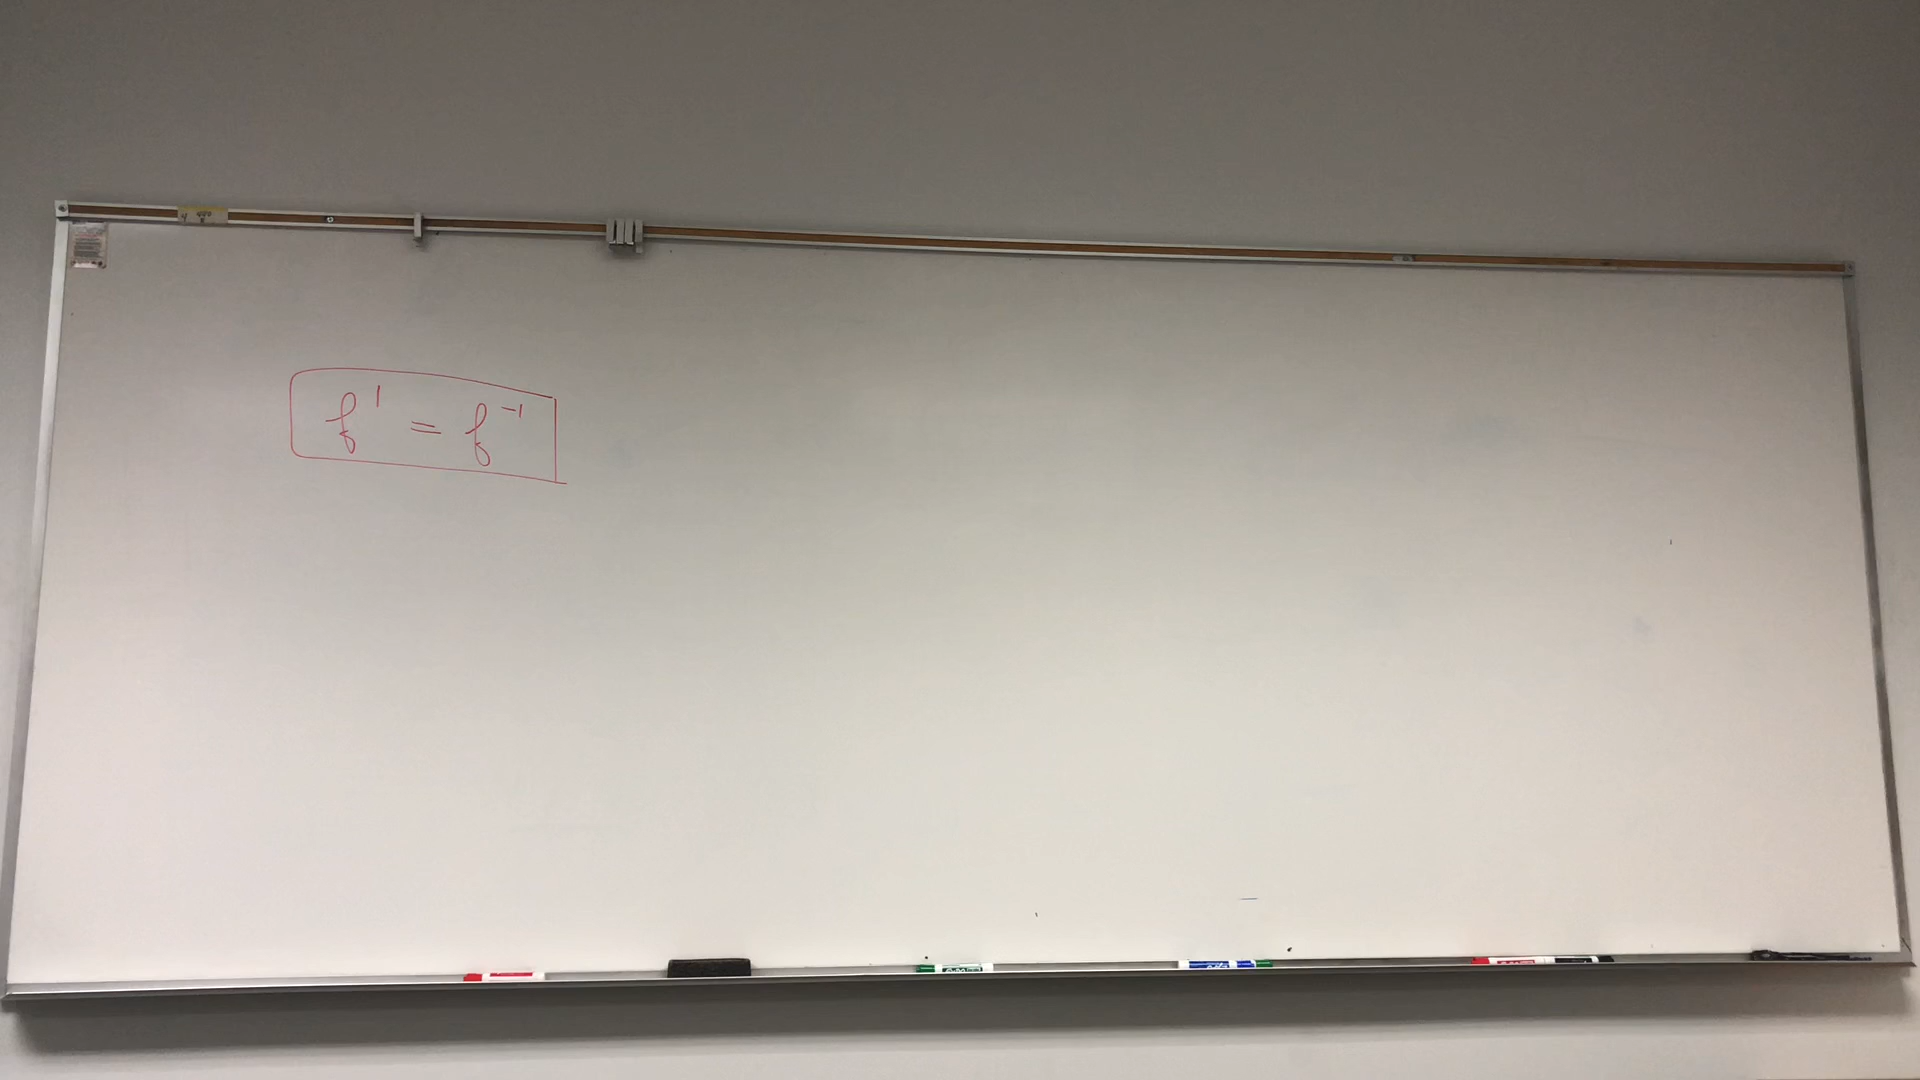 f' = f⁻¹